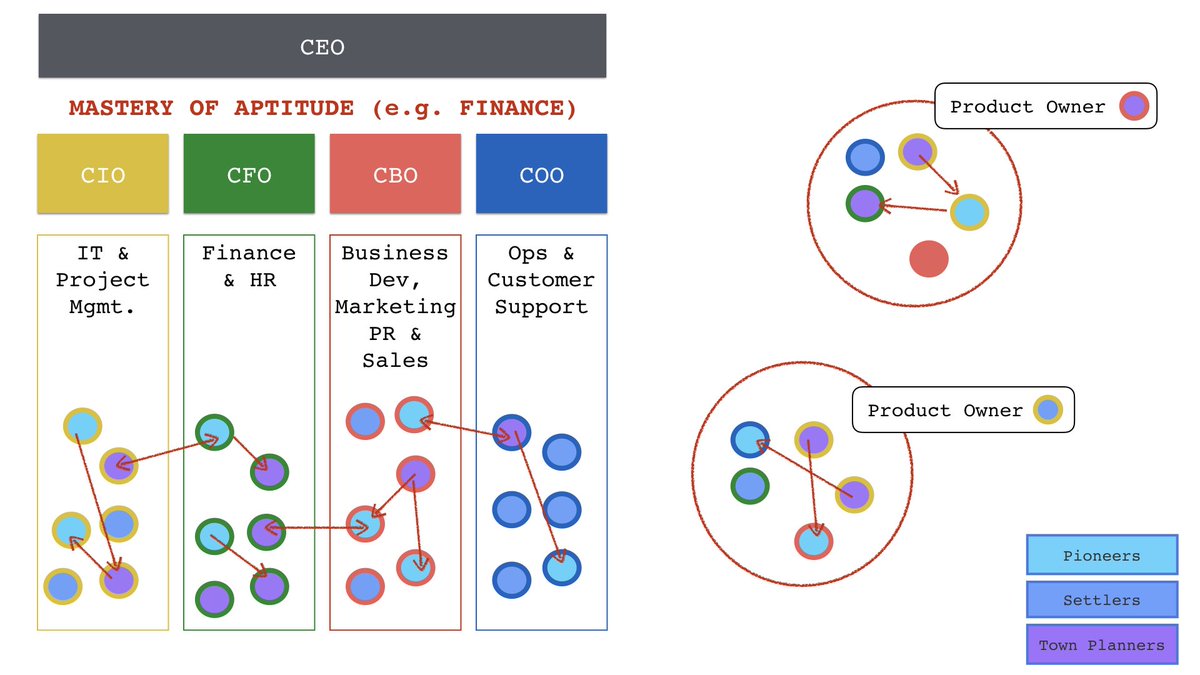 CEO
MASTERY OF APTITUDE (e.g. FINANCE)
CIO
CFO
CBO
COO
IT &
Project
Mgmt.
Finance
& HR
Business
Dev,
Marketing
PR &
Sales
Ops &
Customer
Support
Product Owner
Product Owner
Pioneers
Settlers
Town Planners